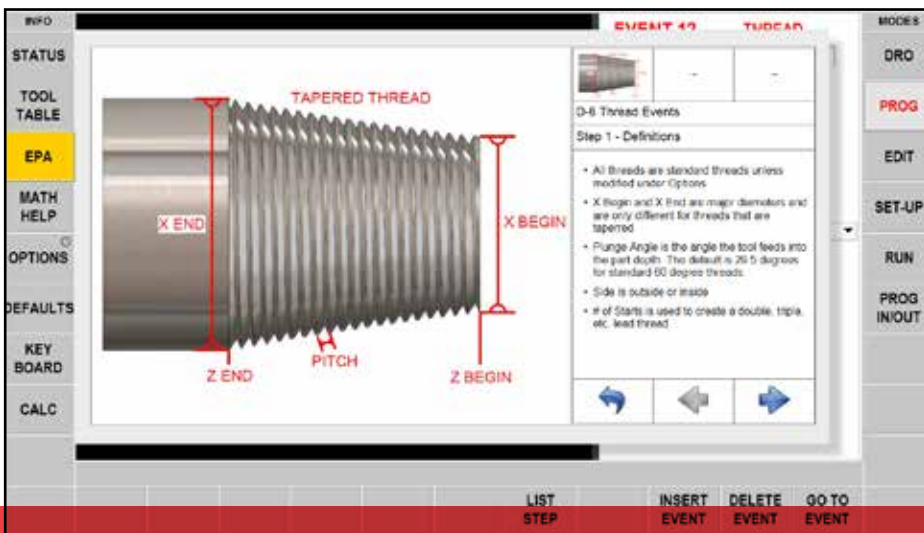 INFO
STATUS
TOOL
TABLE
EPA
MATH
HELP
OPTIONS
DEFAULTS
KEY
BOARD
CALC
EVENT 12 THREAD
TAPERED THREAD
X END
X BEGIN
PITCH
Z END
Z BEGIN
D-6 Thread Events
Step 1 - Definitions
• All threads are standard threads unless
modified under Options
• X Begin and X End are major diameters and
are only different for threads that are
tapered
• Plunge Angle is the angle the tool feeds into
the part depth. The default is 29.5 degrees
for standard 60 degree threads.
• Side is outside or inside
• # of Starts is used to create a double, triple,
etc. lead thread
MODES
DRO
PROG
EDIT
SET-UP
RUN
PROG
IN/OUT
LIST
STEP
INSERT
EVENT
DELETE
EVENT
GO TO
EVENT